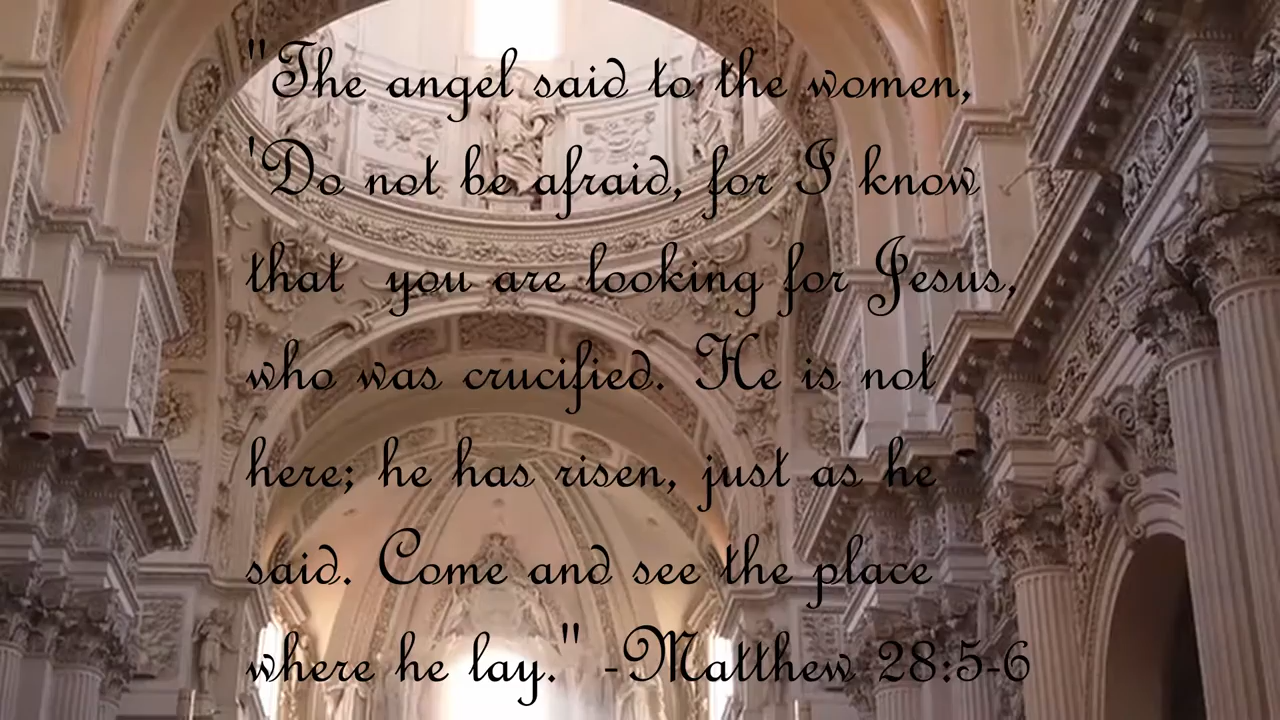 "The angel said to the women,
'Do not be afraid, for I know
that  you are looking for Jesus,
who was crucified. He is not
here; he has risen, just as he
said. Come and see the place
where he lay." -Matthew 28:5-6